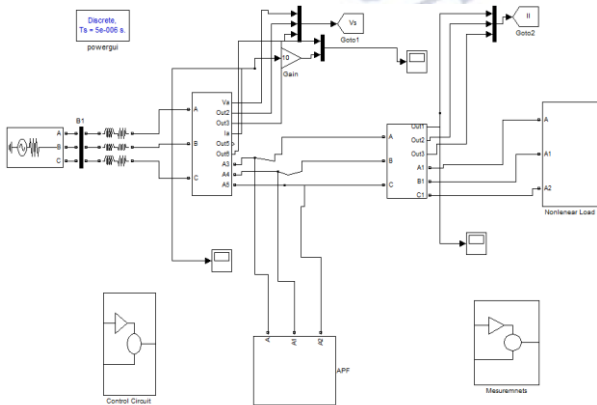 Discrete,
Ts = 5e-006 s.
powergui
Vs
Goto1
Il
Goto2
10
Gain
B1
A
B
C
A
B
C
Va
Out2
Out3
Ia
Out5
Out6
A3
A4
A5
A
B
C
Out1
Out2
Out3
A1
B1
C1
A
A1
A2
Nonlenear Load
A
A1
A2
APF
Control Circuit
Mesuremnets